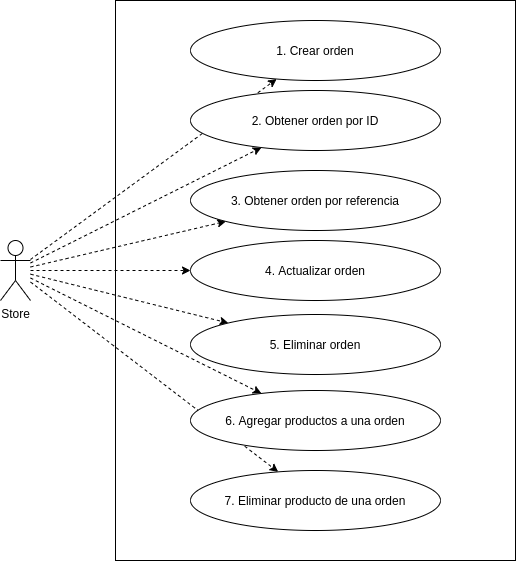 1. Crear orden
2. Obtener orden por ID
3. Obtener orden por referencia
4. Actualizar orden
Store
5. Eliminar orden
6. Agregar productos a una orden
7. Eliminar producto de una orden